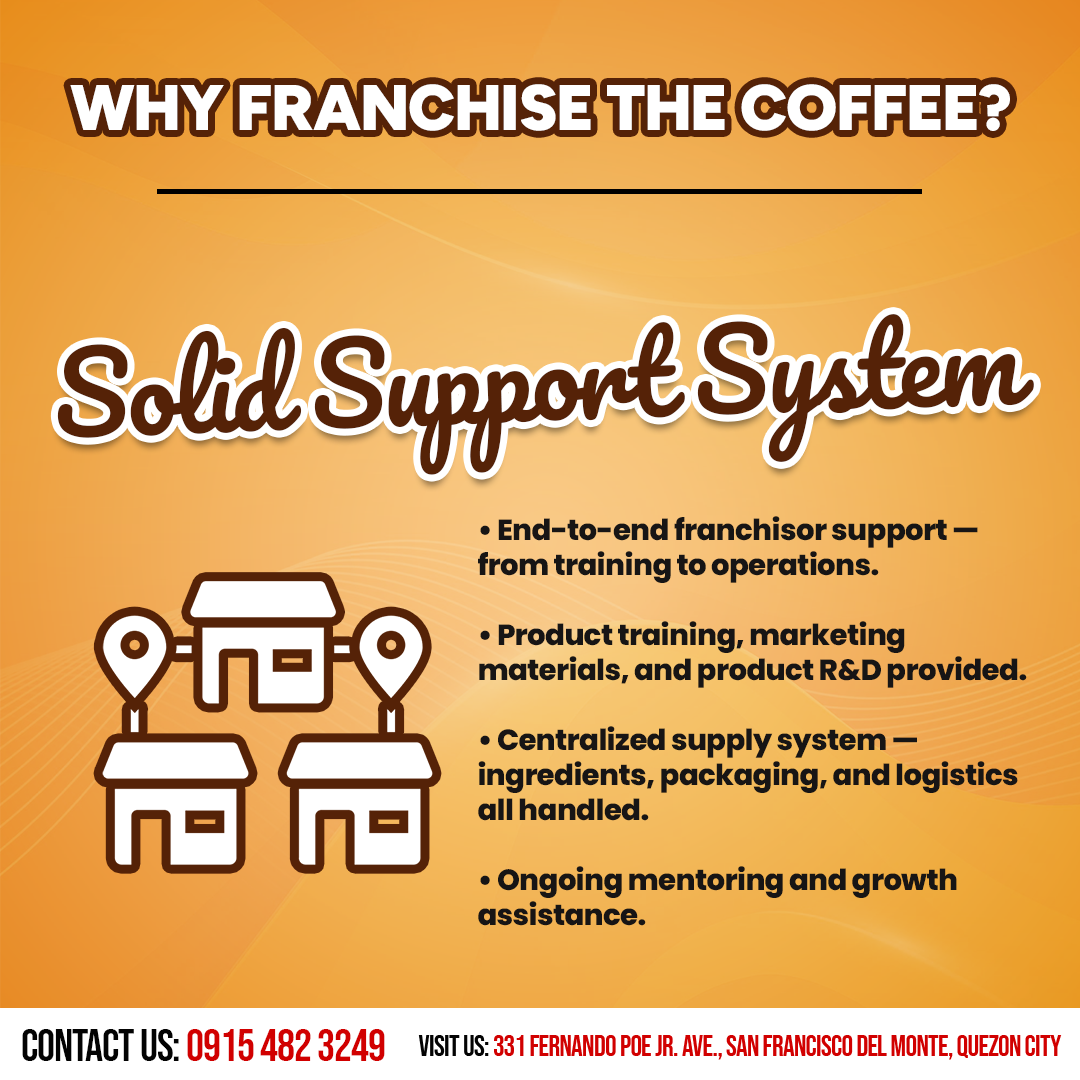 WHY FRANCHISE THE COFFEE?
Solid Support System
• End-to-end franchisor support —
from training to operations.
• Product training, marketing
materials, and product R&D provided.
• Centralized supply system —
ingredients, packaging, and logistics
all handled.
• Ongoing mentoring and growth
assistance.
CONTACT US: 0915 482 3249 VISIT US: 331 FERNANDO POE JR. AVE., SAN FRANCISCO DEL MONTE, QUEZON CITY